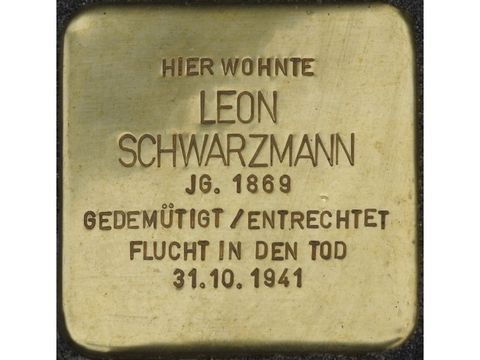 HIER WOHNTE
LEON
SCHWARZMANN
JG. 1869
GEDEMÜTIGT / ENTRECHTET
FLUCHT IN DEN TOD
31.10.1941